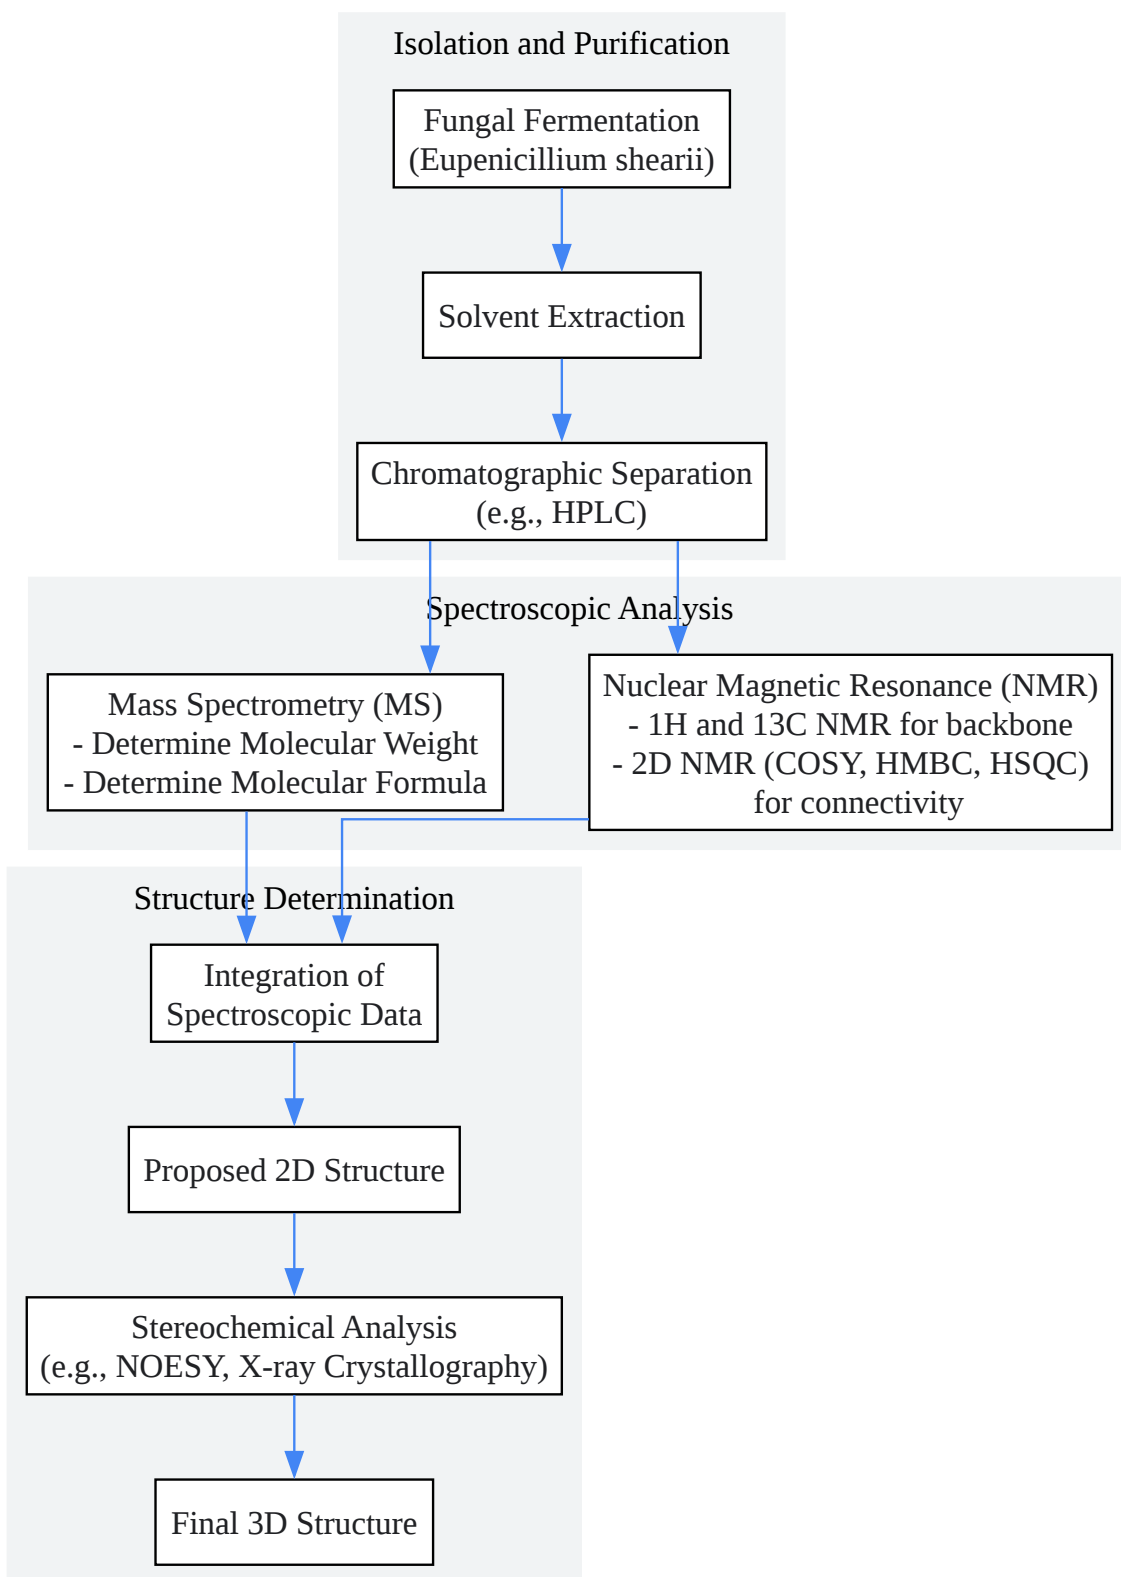 Isolation and Purification
Fungal Fermentation
(Eupenicillium shearii)
Solvent Extraction
Chromatographic Separation
(e.g., HPLC)
Spectroscopic Analysis
Mass Spectrometry (MS)
- Determine Molecular Weight
- Determine Molecular Formula
Nuclear Magnetic Resonance (NMR)
- 1H and 13C NMR for backbone
- 2D NMR (COSY, HMBC, HSQC)
for connectivity
Structure Determination
Integration of
Spectroscopic Data
Proposed 2D Structure
Stereochemical Analysis
(e.g., NOESY, X-ray Crystallography)
Final 3D Structure